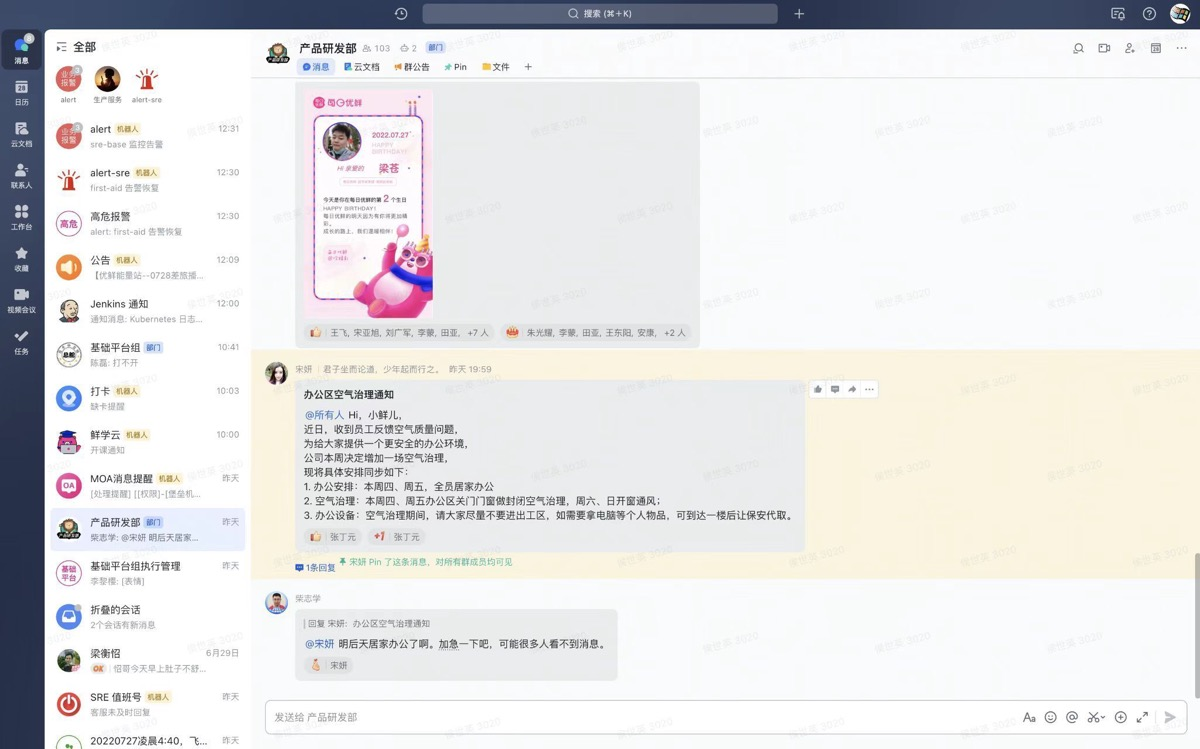 搜索 (⌘+K)
消息
日历
云文档
联系人
工作台
收藏
视频会议
任务
全部
业务报警
alert
生产服务
alert-sre
alert 机器人 12:31
sre-base 监控告警
alert-sre 机器人 12:30
first-aid 告警恢复
高危
高危报警 12:30
alert: first-aid 告警恢复
公告 机器人 12:09
【优鲜能量站--0728差旅播...
Jenkins 通知 12:00
通知消息: Kubernetes 日志...
基础平台组 部门 10:41
陈磊: 打不开
打卡 机器人 10:03
缺卡提醒
鲜学云 机器人 10:00
开课通知
OA
MOA消息提醒 机器人 昨天
[处理提醒] [[权限]-[堡垒机...
产品研发部 部门 昨天
柴志学: @宋妍 明后天居家...
基础平台
基础平台组执行管理 昨天
李黎櫻: [表情]
折叠的会话
2个会话有新消息
梁衡怊 6月29日
OK 怊哥今天早上肚子不舒...
SRE 值班号 机器人 昨天
客服未及时回复
20220727凌晨4:40，飞... 昨天
产品研发部 103 2 部门
消息 云文档 群公告 Pin 文件
每日优鲜
2022.07.27
HAPPY
BIRTHDAY!
Hi 亲爱的 梁苍
今天是你在每日优鲜的第 2 个生日
HAPPY BIRTHDAY!
每日优鲜的明天因为有你将更加精
彩。
成长的路上，我们愿暖相伴！
王飞, 宋亚旭, 刘广军, 李蒙, 田亚, +7 人
朱光耀, 李蒙, 田亚, 王东阳, 安康, +2 人
宋妍 君子坐而论道，少年起而行之。 昨天 19:59
办公区空气治理通知
@所有人 Hi，小鲜儿，
近日，收到员工反馈空气质量问题，
为给大家提供一个更安全的办公环境，
公司本周决定增加一场空气治理，
现将具体安排同步如下：
1. 办公安排：本周四、周五，全员居家办公
2. 空气治理：本周四、周五办公区关门门窗做封闭空气治理，周六、日开窗通风；
3. 办公设备：空气治理期间，请大家尽量不要进出工区，如需要拿电脑等个人物品，可到达一楼后让保安代取。
张丁元 +1 张丁元
1条回复 宋妍 Pin 了这条消息，对所有群成员均可见
柴志学
回复 宋妍: 办公区空气治理通知
@宋妍 明后天居家办公了啊。加急一下吧，可能很多人看不到消息。
宋妍
发送给 产品研发部
Aa